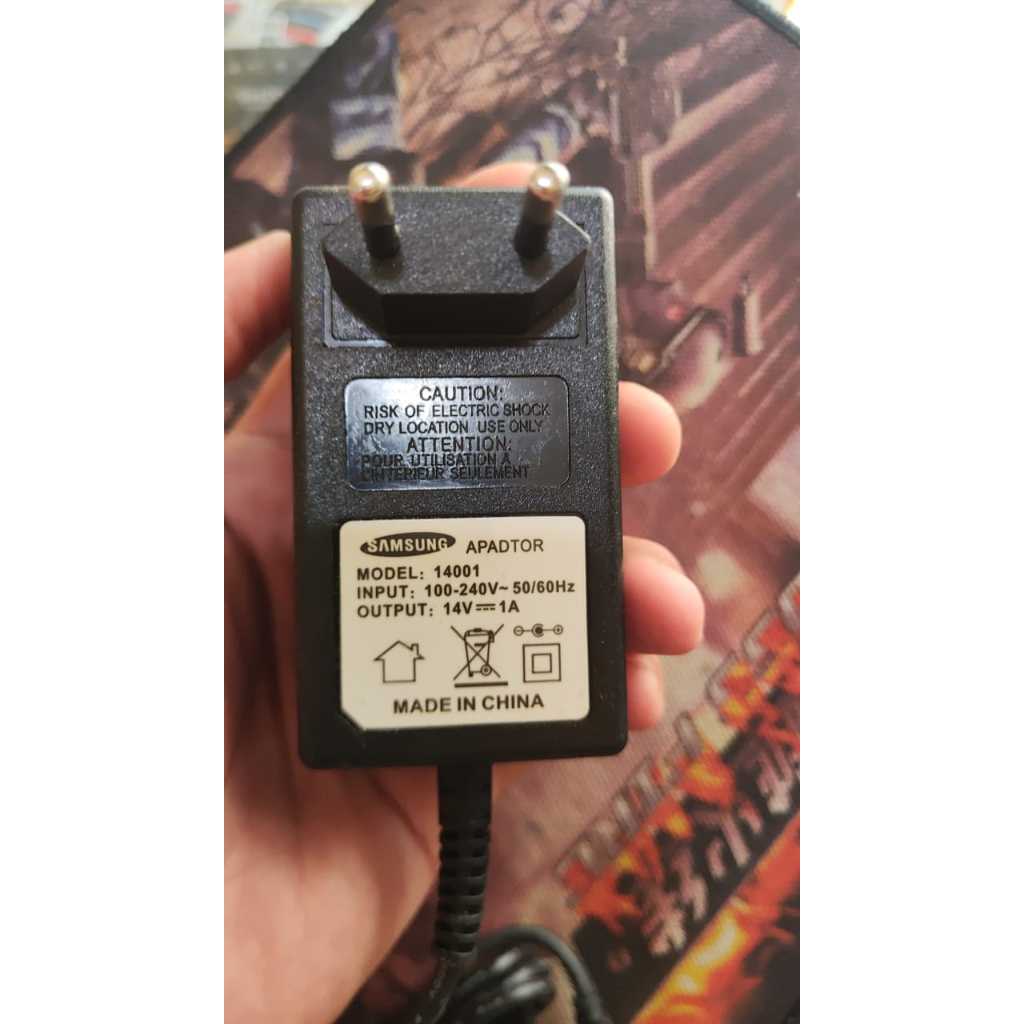 CAUTION:
RISK OF ELECTRIC SHOCK
DRY LOCATION USE ONLY
ATTENTION:
POUR UTILISATION A
L'INTERIEUR SEULEMENT
SAMSUNG APADTOR
MODEL: 14001
INPUT: 100-240V~ 50/60Hz
OUTPUT: 14V⎓1A
MADE IN CHINA